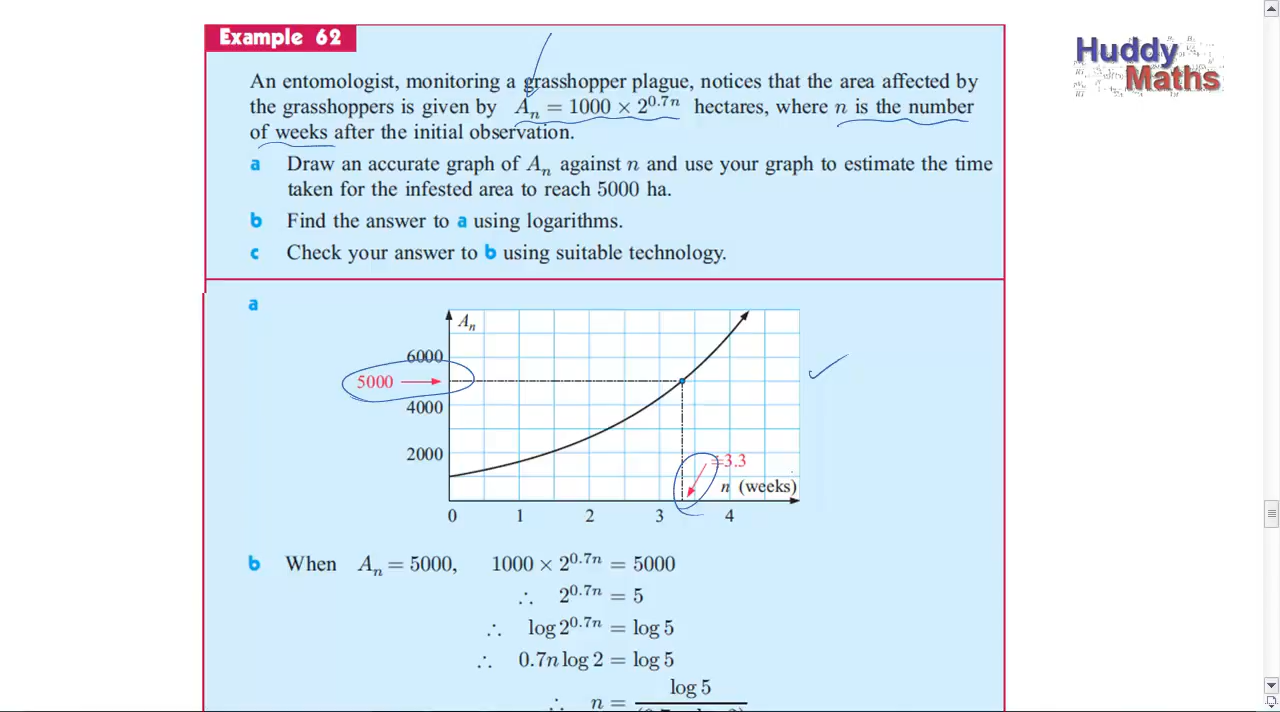 Example 62
Huddy
Maths
An entomologist, monitoring a grasshopper plague, notices that the area affected by
the grasshoppers is given by Aₙ = 1000 × 2^0.7n hectares, where n is the number
of weeks after the initial observation.
a Draw an accurate graph of Aₙ against n and use your graph to estimate the time
taken for the infested area to reach 5000 ha.
b Find the answer to a using logarithms.
c Check your answer to b using suitable technology.
a
Aₙ
6000
5000
4000
2000
≑3.3
n (weeks)
0 1 2 3 4
b When Aₙ = 5000, 1000 × 2^0.7n = 5000
∴ 2^0.7n = 5
∴ log 2^0.7n = log 5
∴ 0.7n log 2 = log 5
∴ n = log 5